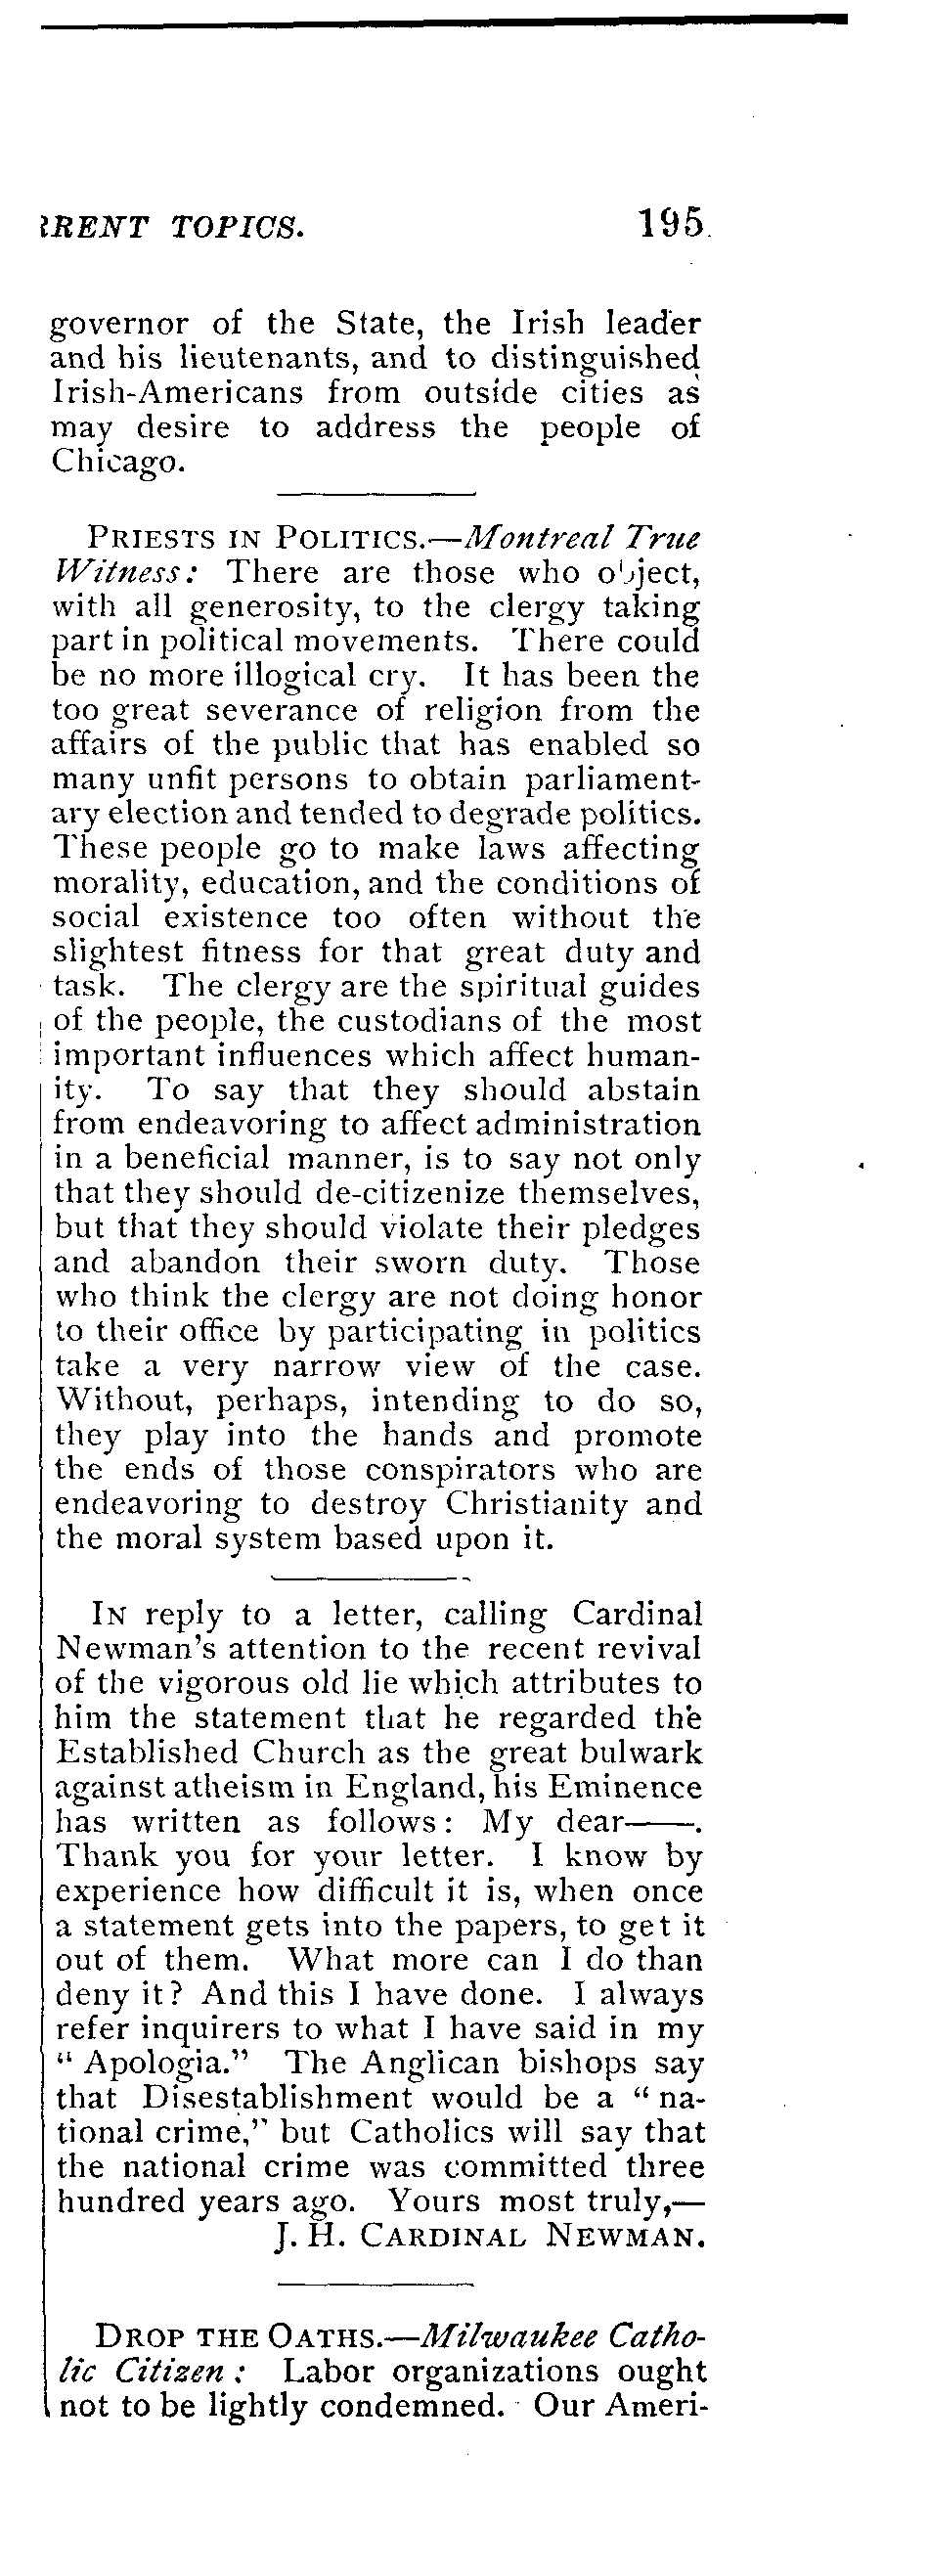 RRENT TOPICS. 195
governor of the State, the Irish leader
and his lieutenants, and to distinguished
Irish-Americans from outside cities as
may desire to address the people of
Chicago.
PRIESTS IN POLITICS.—Montreal True
Witness: There are those who object,
with all generosity, to the clergy taking
part in political movements. There could
be no more illogical cry. It has been the
too great severance of religion from the
affairs of the public that has enabled so
many unfit persons to obtain parliament-
ary election and tended to degrade politics.
These people go to make laws affecting
morality, education, and the conditions of
social existence too often without the
slightest fitness for that great duty and
task. The clergy are the spiritual guides
of the people, the custodians of the most
important influences which affect human-
ity. To say that they should abstain
from endeavoring to affect administration
in a beneficial manner, is to say not only
that they should de-citizenize themselves,
but that they should violate their pledges
and abandon their sworn duty. Those
who think the clergy are not doing honor
to their office by participating in politics
take a very narrow view of the case.
Without, perhaps, intending to do so,
they play into the hands and promote
the ends of those conspirators who are
endeavoring to destroy Christianity and
the moral system based upon it.
IN reply to a letter, calling Cardinal
Newman's attention to the recent revival
of the vigorous old lie which attributes to
him the statement that he regarded the
Established Church as the great bulwark
against atheism in England, his Eminence
has written as follows: My dear——.
Thank you for your letter. I know by
experience how difficult it is, when once
a statement gets into the papers, to get it
out of them. What more can I do than
deny it? And this I have done. I always
refer inquirers to what I have said in my
"Apologia." The Anglican bishops say
that Disestablishment would be a "na-
tional crime," but Catholics will say that
the national crime was committed three
hundred years ago. Yours most truly,—
J. H. CARDINAL NEWMAN.
DROP THE OATHS.—Milwaukee Catho-
lic Citizen: Labor organizations ought
not to be lightly condemned. Our Ameri-